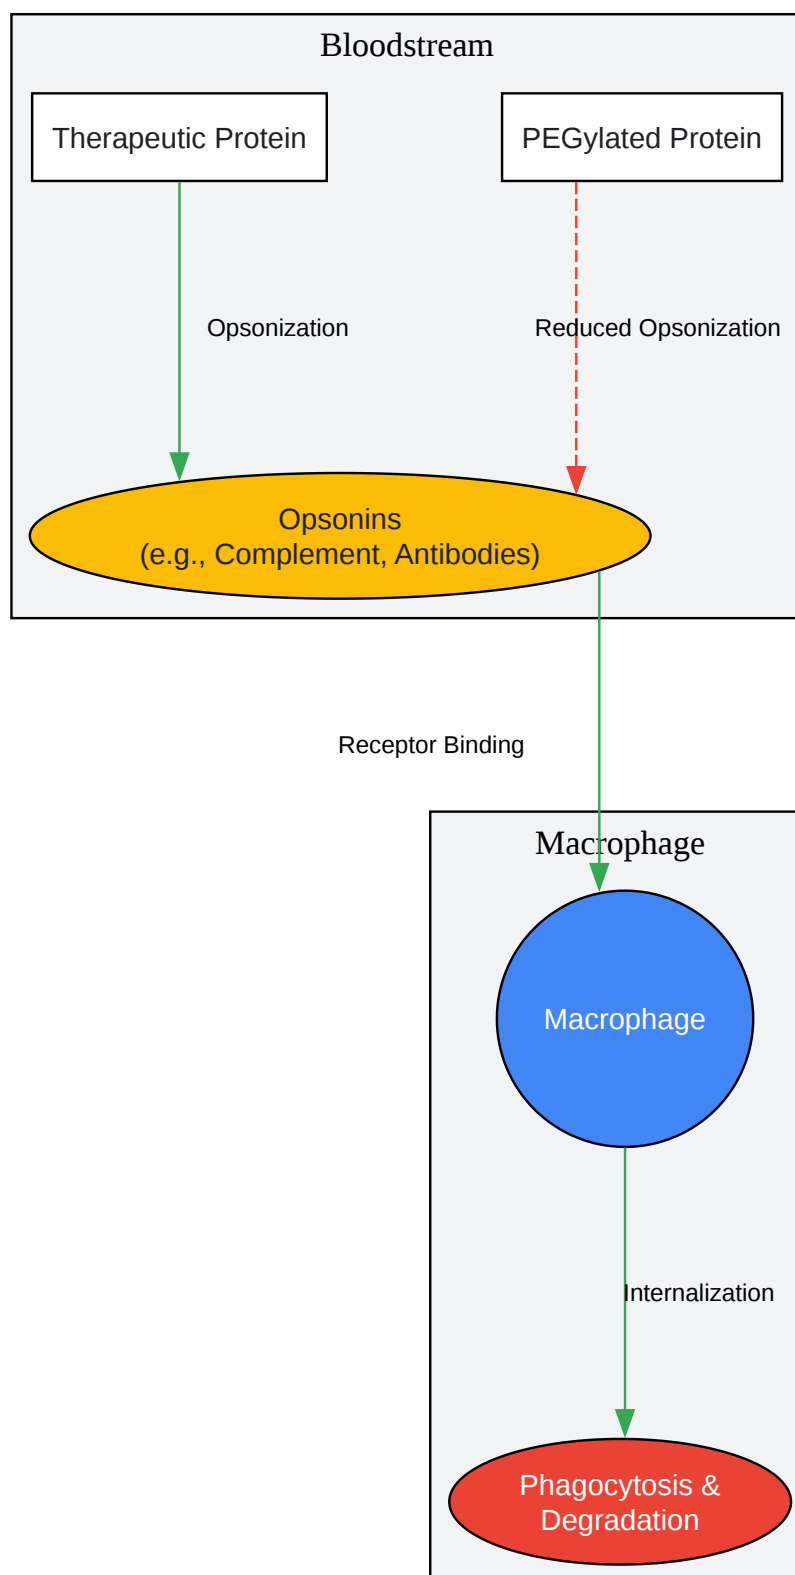 Bloodstream
Therapeutic Protein
PEGylated Protein
Opsonization
Reduced Opsonization
Opsonins
(e.g., Complement, Antibodies)
Receptor Binding
Macrophage
Macrophage
Internalization
Phagocytosis &
Degradation